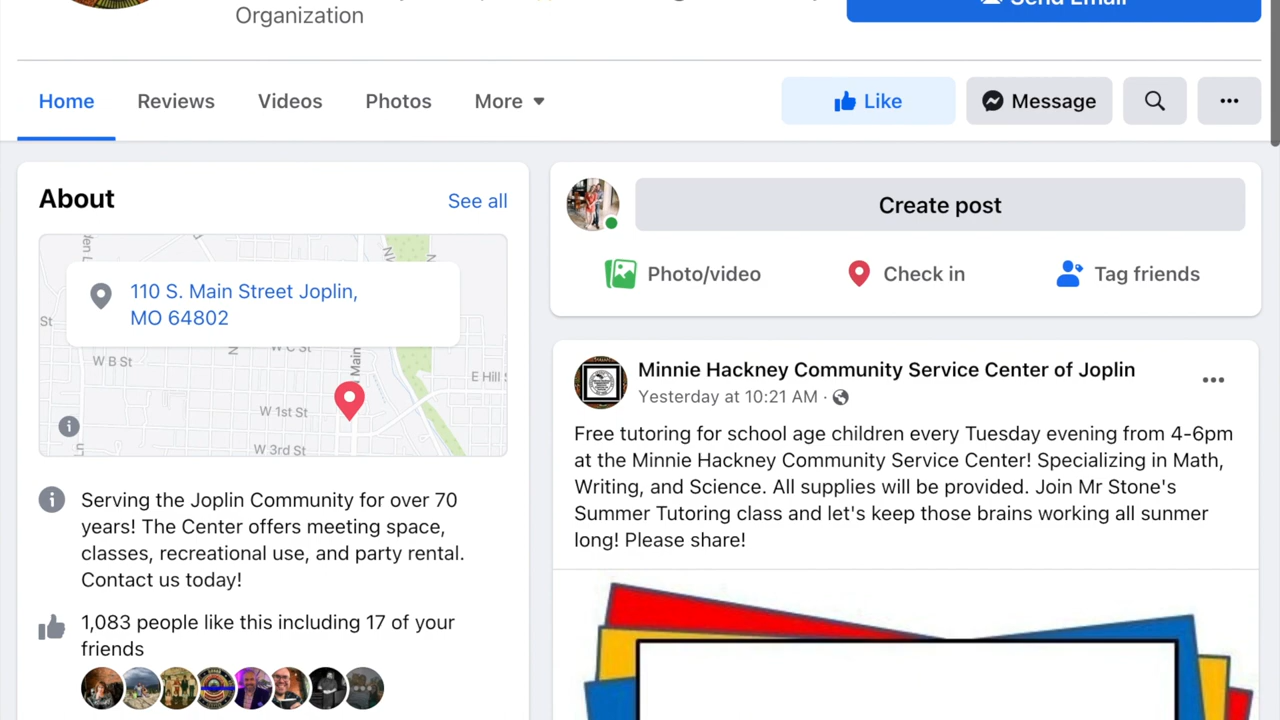 Organization
Send Email
Home
Reviews
Videos
Photos
More
Like
Message
About
See all
110 S. Main Street Joplin,
MO 64802
St
W B St
W C St
N
N
Main
E Hill
W 1st St
W 3rd St
Serving the Joplin Community for over 70
years! The Center offers meeting space,
classes, recreational use, and party rental.
Contact us today!
1,083 people like this including 17 of your
friends
Create post
Photo/video
Check in
Tag friends
Minnie Hackney Community Service Center of Joplin
Yesterday at 10:21 AM ·
Free tutoring for school age children every Tuesday evening from 4-6pm
at the Minnie Hackney Community Service Center! Specializing in Math,
Writing, and Science. All supplies will be provided. Join Mr Stone's
Summer Tutoring class and let's keep those brains working all sunmer
long! Please share!